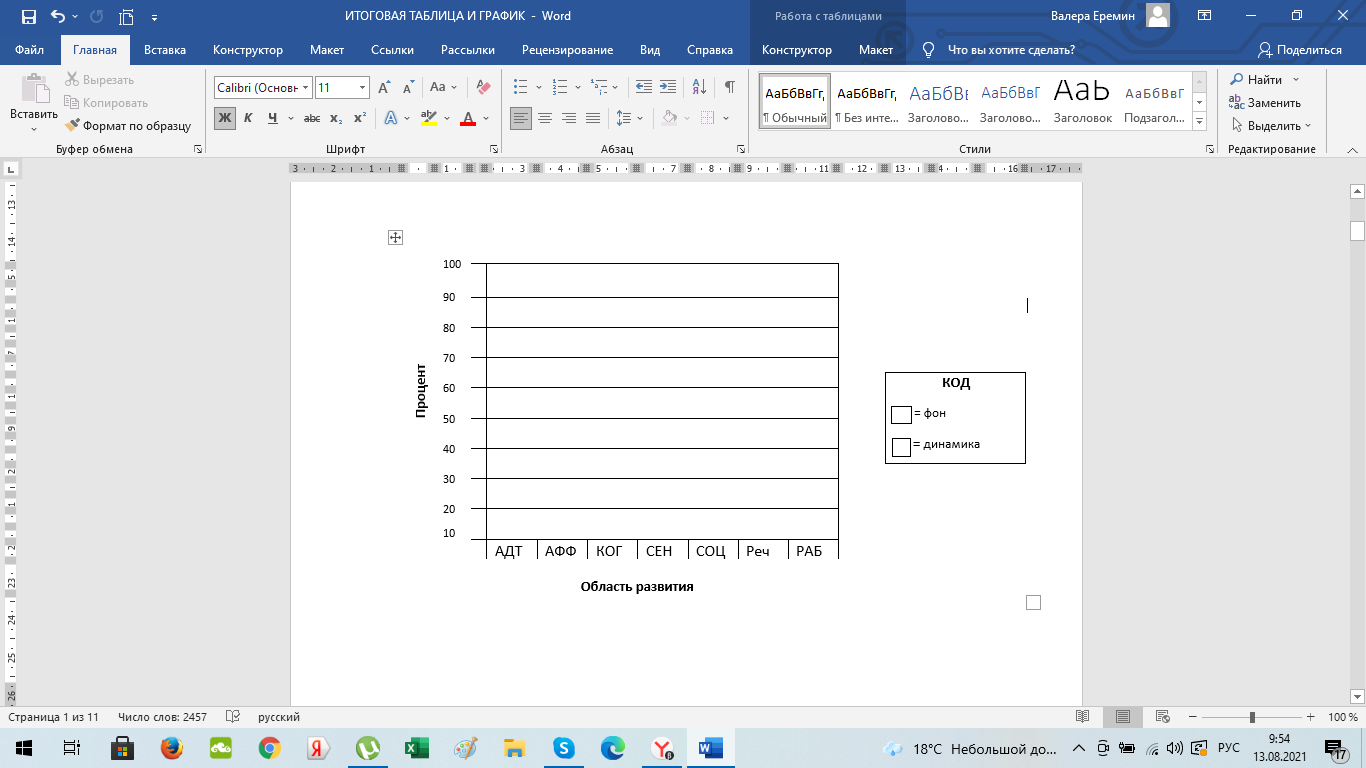 ИТОГОВАЯ ТАБЛИЦА И ГРАФИК - Word
Работа с таблицами
Валера Еремин
Файл Главная Вставка Конструктор Макет Ссылки Рассылки Рецензирование Вид Справка Конструктор Макет Что вы хотите сделать? Поделиться
Вставить
Вырезать
Копировать
Формат по образцу
Буфер обмена
Calibri (Основн 11
Aa
Ж К Ч abc x₂ x² А А
Шрифт
Абзац
АаБбВвГг, АаБбВвГг, АаБбВв АаБбВвГ АаЬ АаБбВвГ
¶ Обычный ¶ Без инте... Заголово... Заголово... Заголовок Подзагол...
Стили
Найти
Заменить
Выделить
Редактирование
100
90
80
70
60
50
40
30
20
10
Процент
АДТ АФФ КОГ СЕН СОЦ Реч РАБ
Область развития
КОД
= фон
= динамика
Страница 1 из 11 Число слов: 2457 русский 100 %
18°C Небольшой до... РУС 9:54
13.08.2021
17